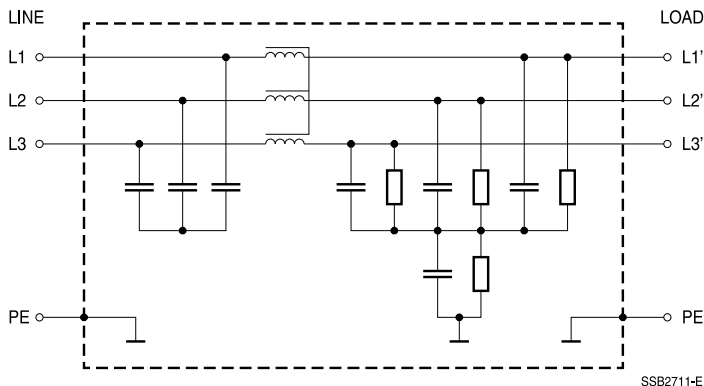 LINE LOAD
L1 L1'
L2 L2'
L3 L3'
PE PE
SSB2711-E